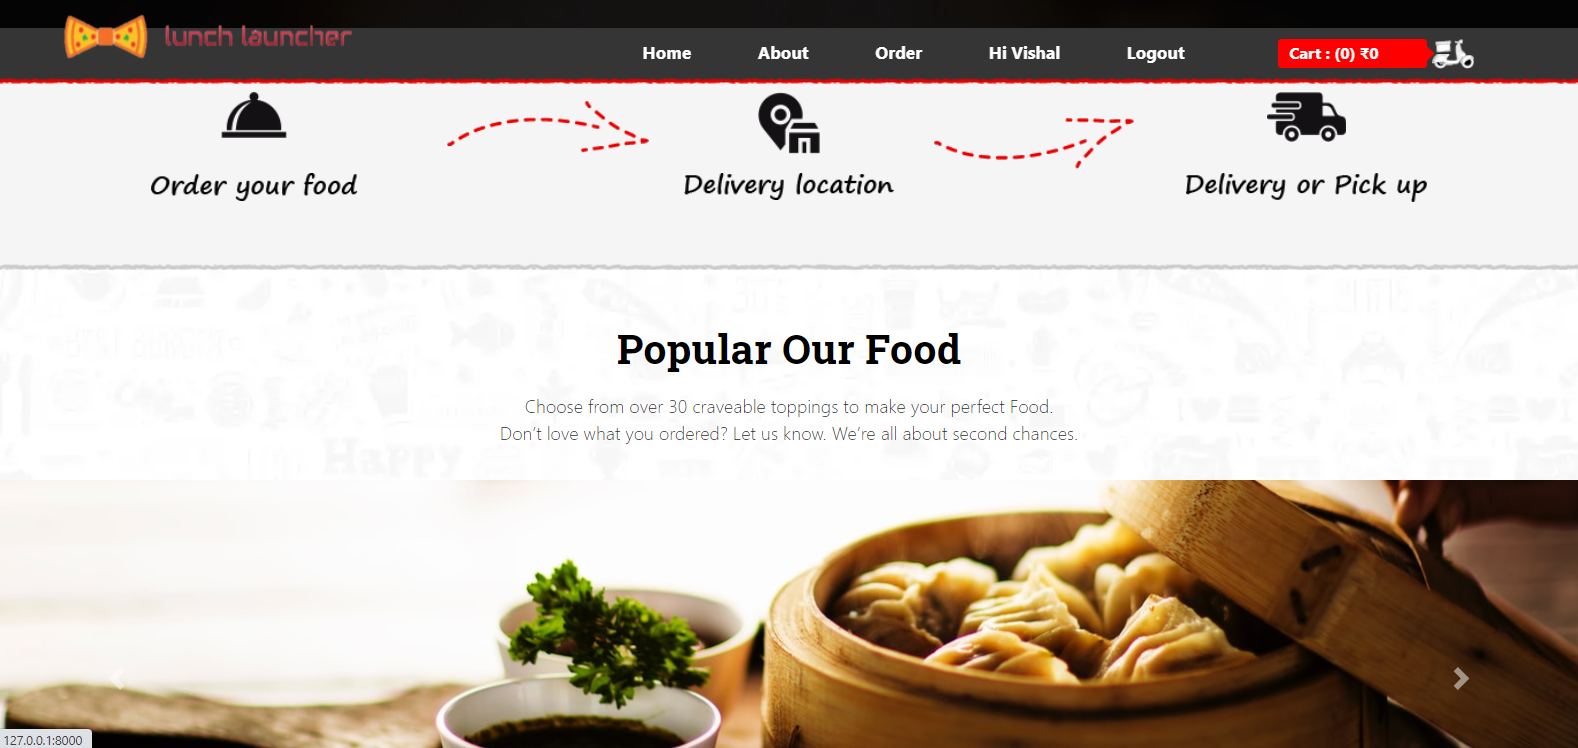 lunch launcher
Home About Order Hi Vishal Logout Cart : (0) ₹0
Order your food Delivery location Delivery or Pick up
Popular Our Food
Choose from over 30 craveable toppings to make your perfect Food.
Don’t love what you ordered? Let us know. We’re all about second chances.
Happy
127.0.0.1:8000